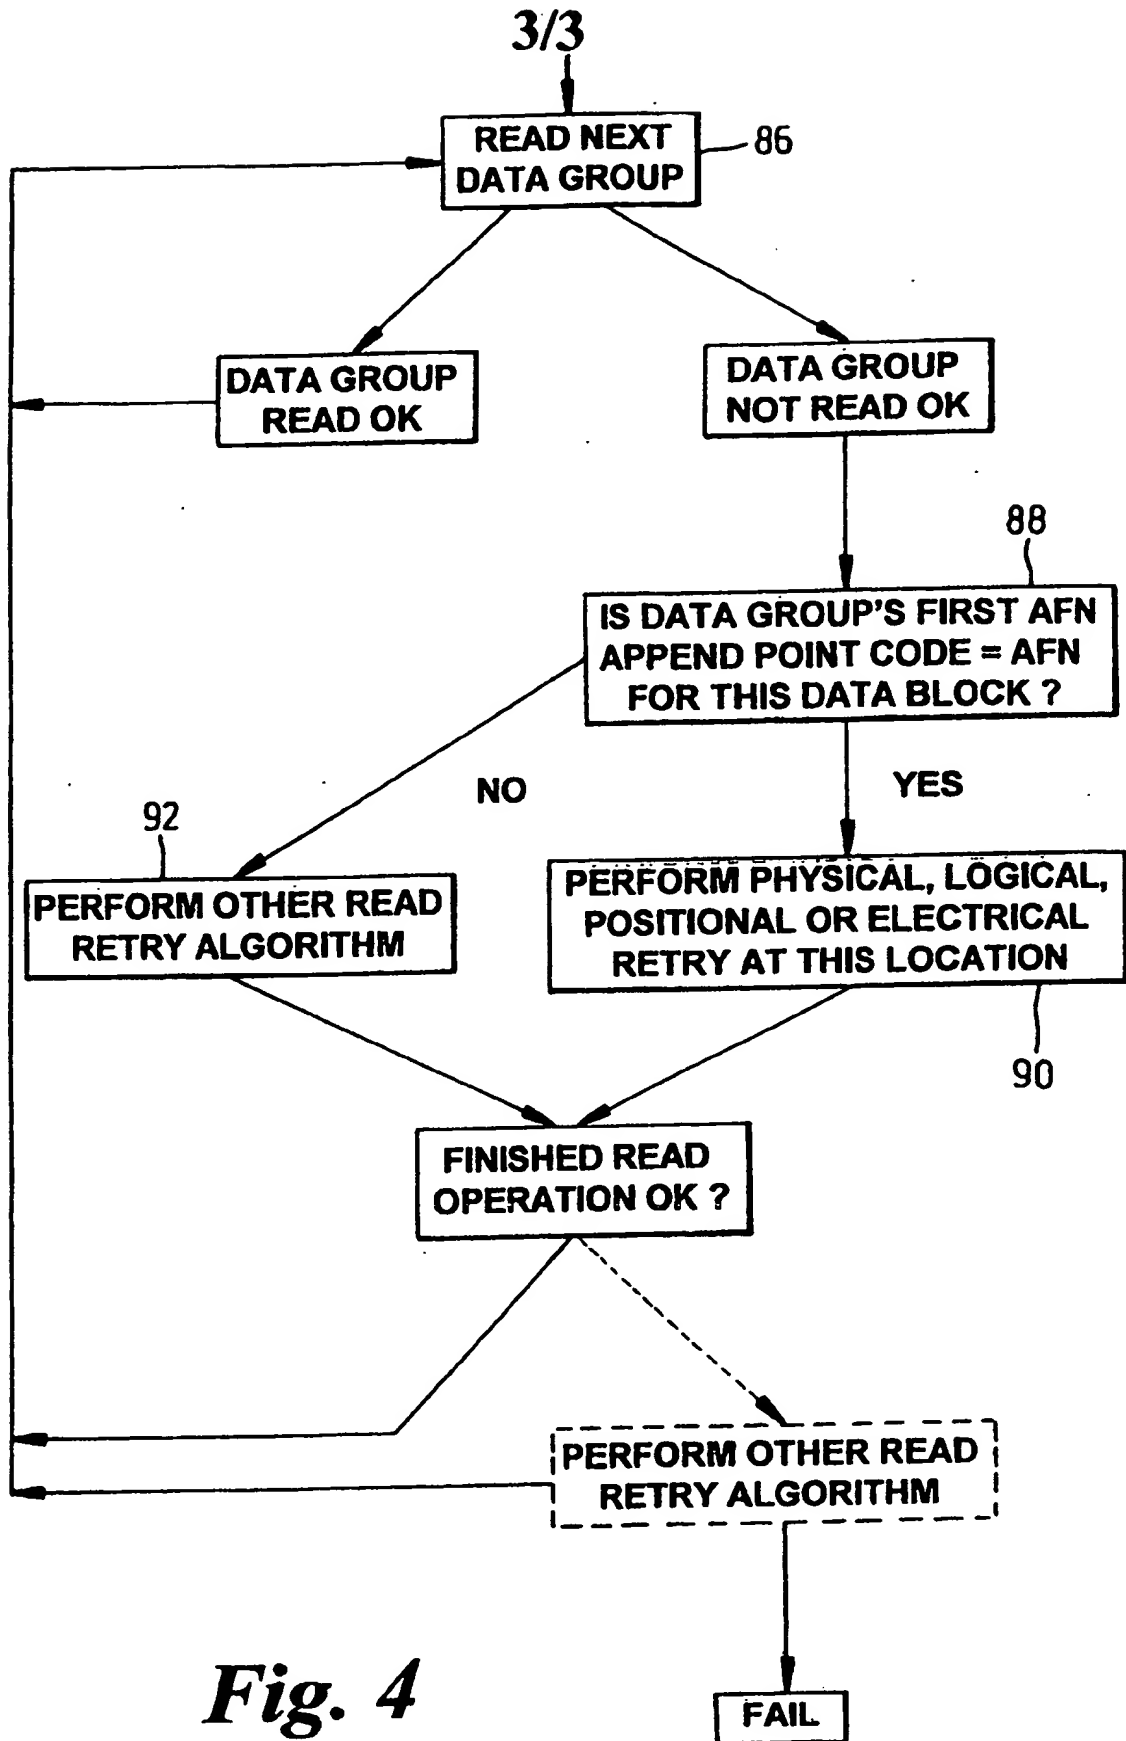 3/3
READ NEXT
DATA GROUP
86
DATA GROUP
READ OK
DATA GROUP
NOT READ OK
88
IS DATA GROUP'S FIRST AFN
APPEND POINT CODE = AFN
FOR THIS DATA BLOCK ?
NO
YES
92
PERFORM OTHER READ
RETRY ALGORITHM
PERFORM PHYSICAL, LOGICAL,
POSITIONAL OR ELECTRICAL
RETRY AT THIS LOCATION
90
FINISHED READ
OPERATION OK ?
PERFORM OTHER READ
RETRY ALGORITHM
FAIL
Fig. 4